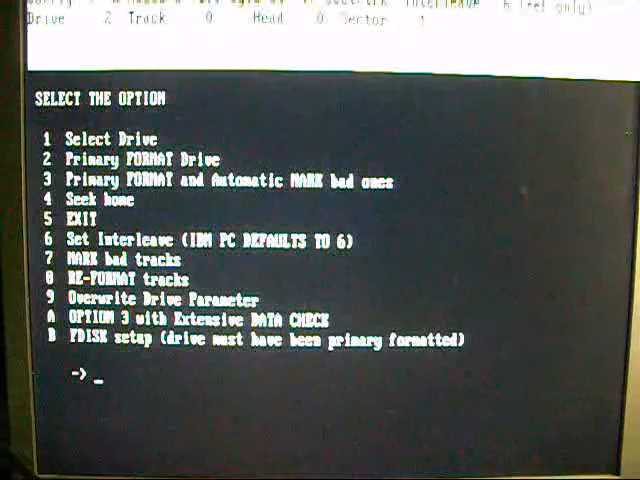 Drive 2 Track 0 Head 0 Sector 1
SELECT THE OPTION
1 Select Drive
2 Primary FORMAT Drive
3 Primary FORMAT and Automatic MARK bad ones
4 Seek home
5 EXIT
6 Set Interleave (IBM PC DEFAULTS TO 6)
7 MARK bad tracks
8 RE-FORMAT tracks
9 Overwrite Drive Parameter
A OPTION 3 with Extensive DATA CHECK
B FDISK setup (drive must have been primary formatted)
-> _